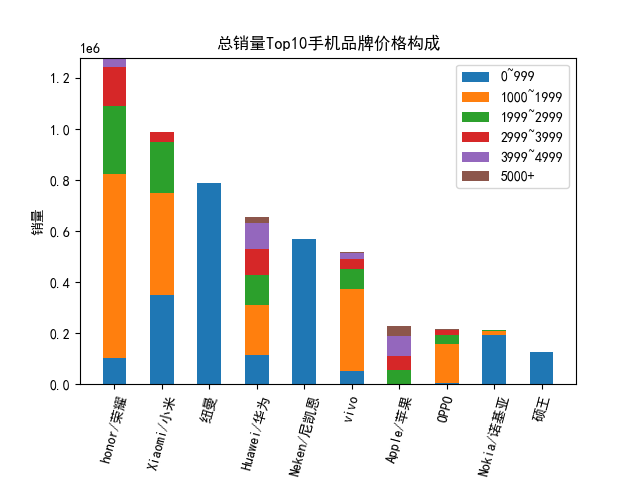 总销量Top10手机品牌价格构成
1e6
1.2
1.0
0.8
0.6
0.4
0.2
0.0
销量
0~999
1000~1999
1999~2999
2999~3999
3999~4999
5000+
honor/荣耀
Xiaomi/小米
纽曼
Huawei/华为
Neken/尼凯恩
vivo
Apple/苹果
OPPO
Nokia/诺基亚
硕王